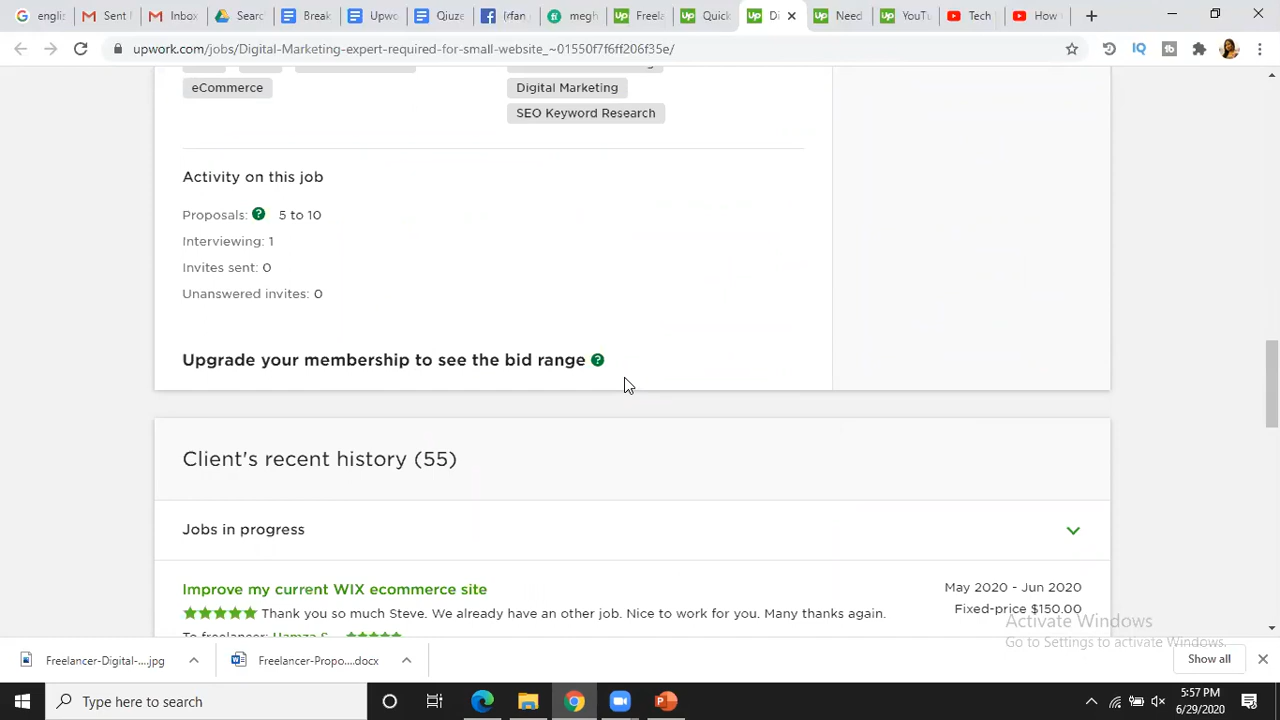 englis
Sent I
Inbox
Searc
Break
Upwo
Quize
(rfan
megh
Freela
Quick
Di
Need
YouTu
Tech
How
upwork.com/jobs/Digital-Marketing-expert-required-for-small-website_~01550f7f6ff206f35e/
eCommerce
Digital Marketing
SEO Keyword Research
Activity on this job
Proposals: ? 5 to 10
Interviewing: 1
Invites sent: 0
Unanswered invites: 0
Upgrade your membership to see the bid range ?
Client's recent history (55)
Jobs in progress
Improve my current WIX ecommerce site
May 2020 - Jun 2020
Thank you so much Steve. We already have an other job. Nice to work for you. Many thanks again.
Fixed-price $150.00
To freelancer: Hamza S.
Activate Windows
Go to Settings to activate Windows.
Freelancer-Digital-....jpg
Freelancer-Propo....docx
Show all
Type here to search
5:57 PM
6/29/2020